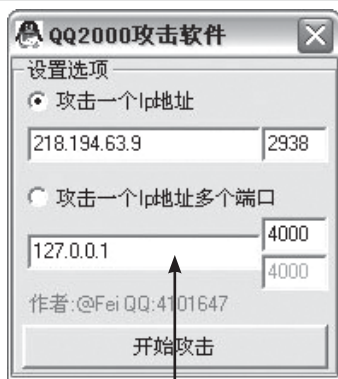 QQ2000攻击软件
设置选项
攻击一个Ip地址
218.194.63.9 2938
攻击一个Ip地址多个端口
4000
127.0.0.1
4000
作者:@Fei QQ:4101647
开始攻击